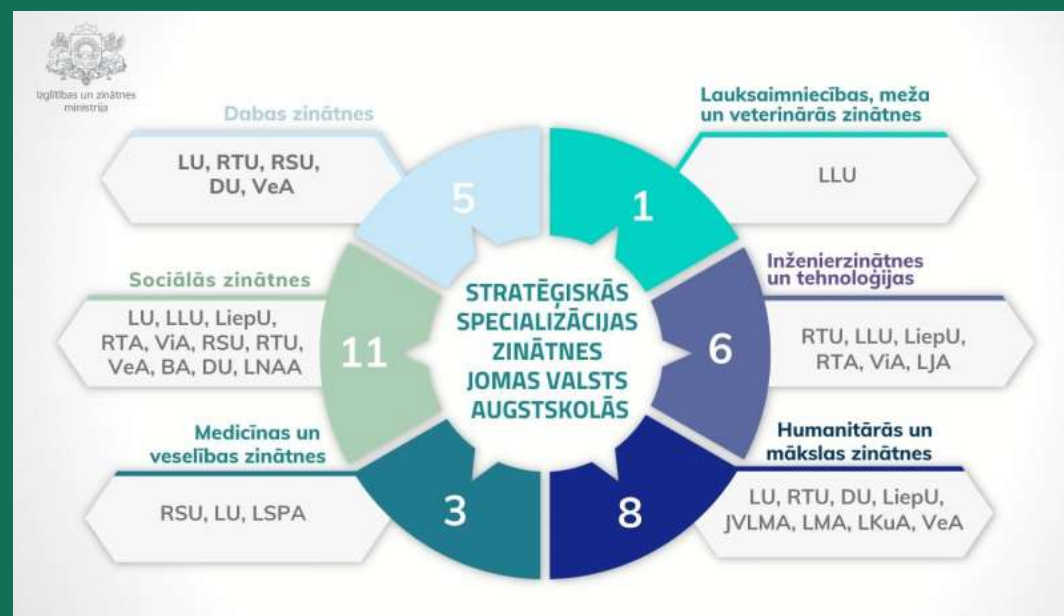 Izglītības un zinātnes
ministrija
Dabas zinātnes
LU, RTU, RSU,
DU, VeA
5
Lauksaimniecības, meža
un veterinārās zinātnes
LLU
1
Sociālās zinātnes
LU, LLU, LiepU,
RTA, ViA, RSU, RTU,
VeA, BA, DU, LNAA
11
STRATĒĢISKĀS
SPECIALIZĀCIJAS
ZINĀTNES
JOMAS VALSTS
AUGSTSKOLĀS
Inženierzinātnes
un tehnoloģijas
RTU, LLU, LiepU,
RTA, ViA, LJA
6
Medicīnas un
veselības zinātnes
RSU, LU, LSPA
3
Humanitārās un
mākslas zinātnes
LU, RTU, DU, LiepU,
JVLMA, LMA, LKuA, VeA
8